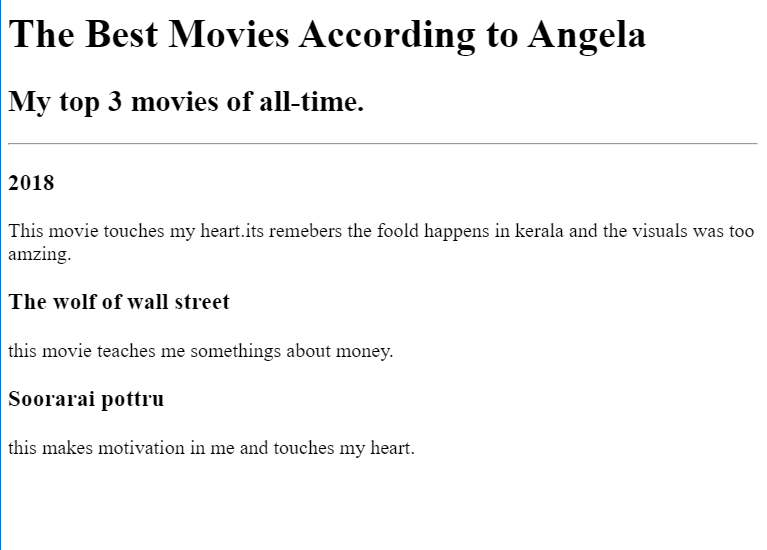 The Best Movies According to Angela
My top 3 movies of all-time.
2018
This movie touches my heart.its remebers the foold happens in kerala and the visuals was too
amzing.
The wolf of wall street
this movie teaches me somethings about money.
Soorarai pottru
this makes motivation in me and touches my heart.